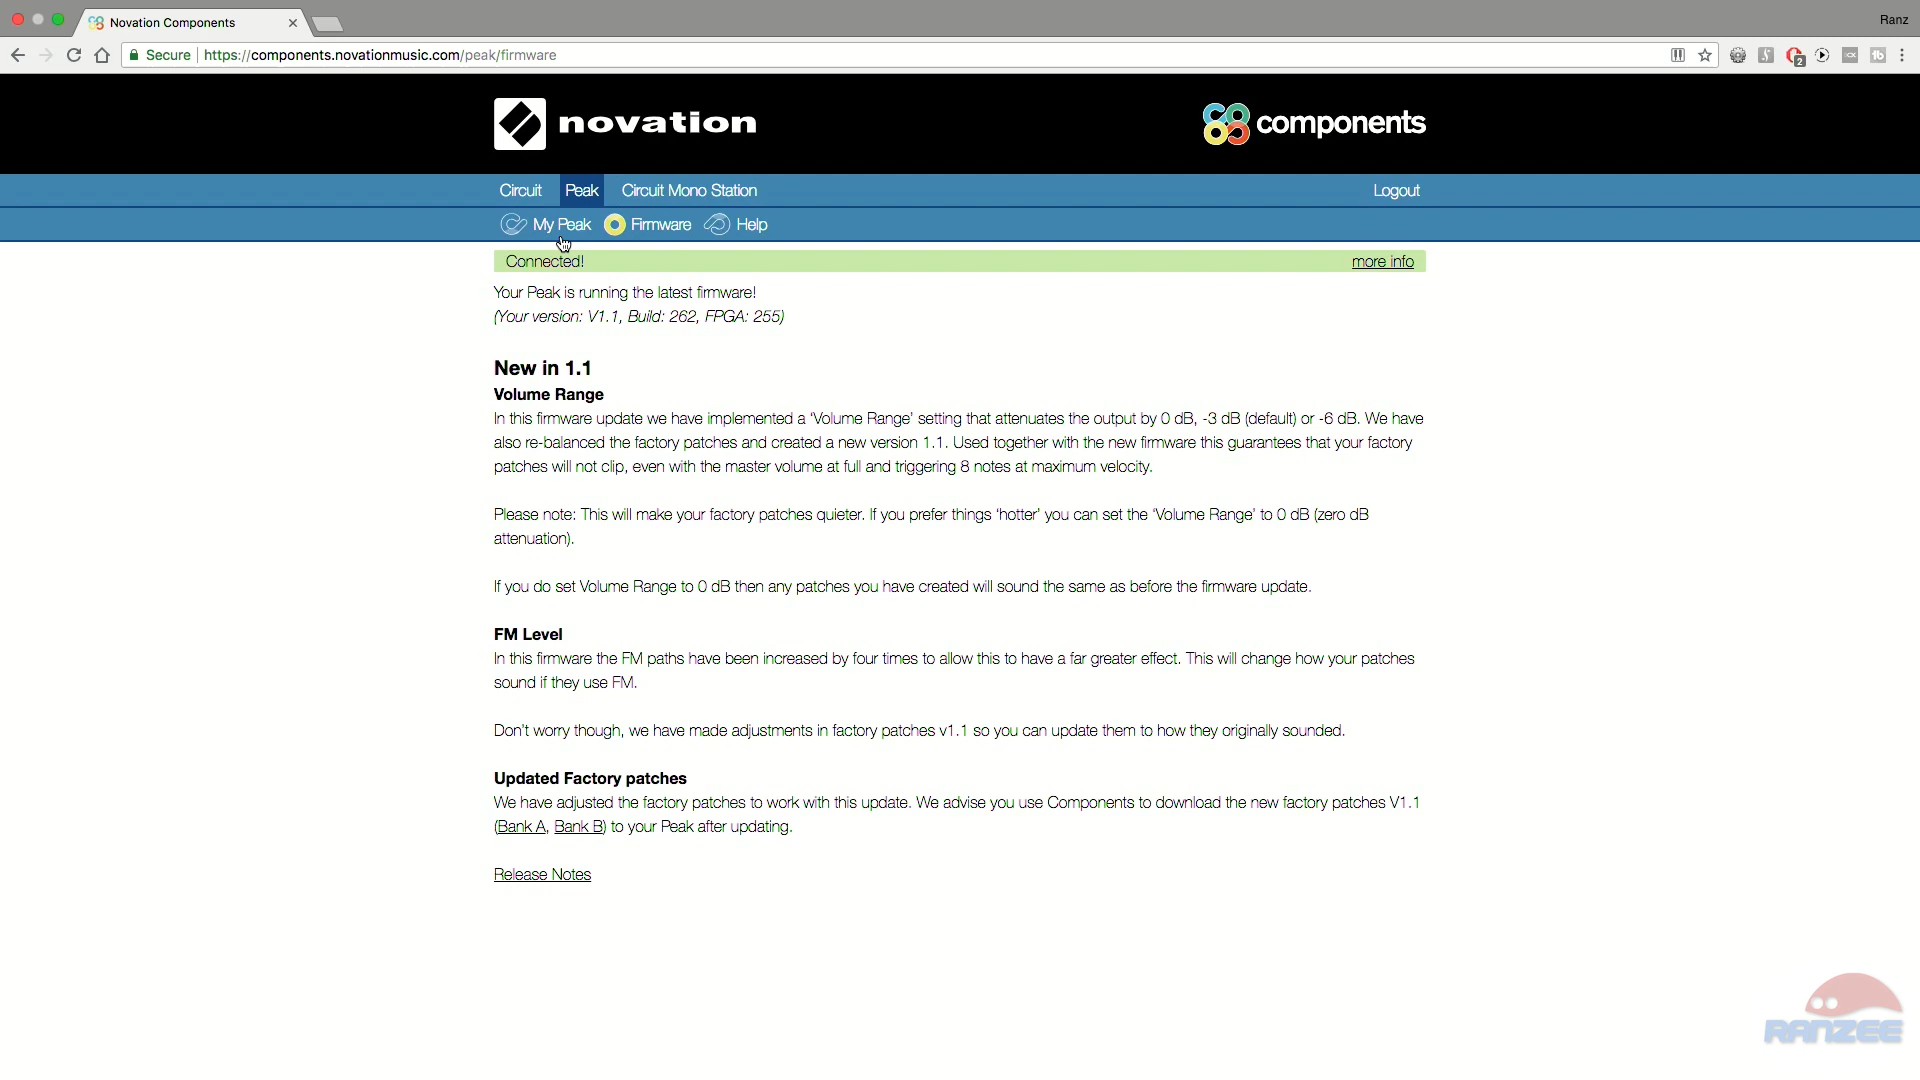 Novation Components
Ranz
Secure
https://components.novationmusic.com/peak/firmware
2
novation
components
Circuit
Peak
Circuit Mono Station
Logout
My Peak
Firmware
Help
Connected!
more info
Your Peak is running the latest firmware!
(Your version: V1.1, Build: 262, FPGA: 255)
New in 1.1
Volume Range
In this firmware update we have implemented a ‘Volume Range’ setting that attenuates the output by 0 dB, -3 dB (default) or -6 dB. We have
also re-balanced the factory patches and created a new version 1.1. Used together with the new firmware this guarantees that your factory
patches will not clip, even with the master volume at full and triggering 8 notes at maximum velocity.
Please note: This will make your factory patches quieter. If you prefer things ‘hotter’ you can set the ‘Volume Range’ to 0 dB (zero dB
attenuation).
If you do set Volume Range to 0 dB then any patches you have created will sound the same as before the firmware update.
FM Level
In this firmware the FM paths have been increased by four times to allow this to have a far greater effect. This will change how your patches
sound if they use FM.
Don't worry though, we have made adjustments in factory patches v1.1 so you can update them to how they originally sounded.
Updated Factory patches
We have adjusted the factory patches to work with this update. We advise you use Components to download the new factory patches V1.1
(Bank A, Bank B) to your Peak after updating.
Release Notes
RANZEE